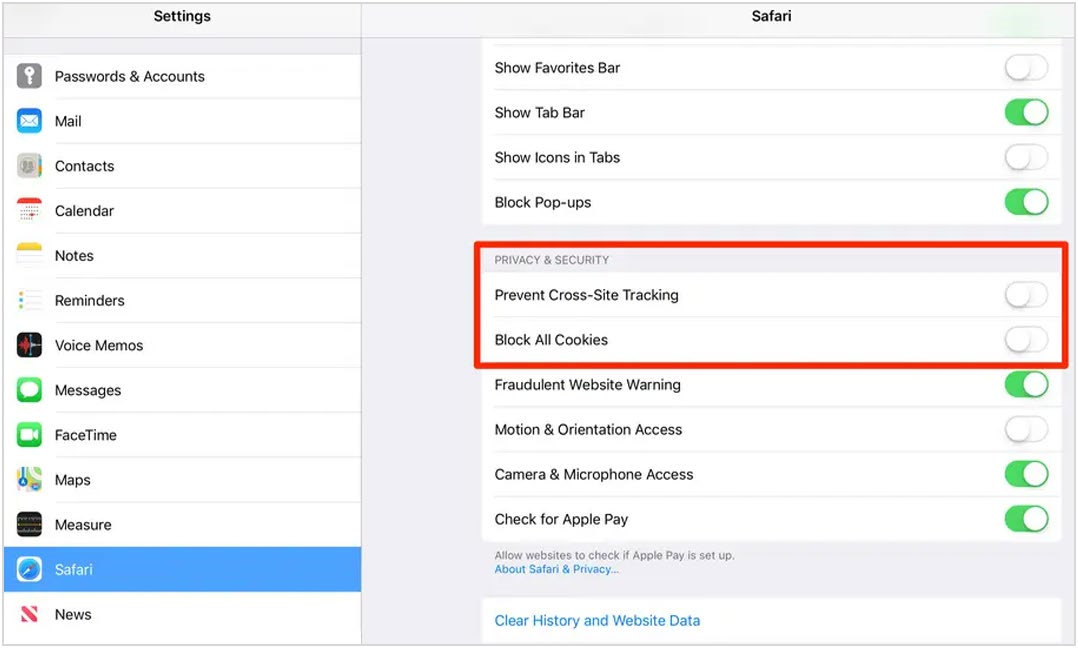 Settings
Passwords & Accounts
Mail
Contacts
Calendar
Notes
Reminders
Voice Memos
Messages
FaceTime
Maps
Measure
Safari
News
Safari
Show Favorites Bar
Show Tab Bar
Show Icons in Tabs
Block Pop-ups
PRIVACY & SECURITY
Prevent Cross-Site Tracking
Block All Cookies
Fraudulent Website Warning
Motion & Orientation Access
Camera & Microphone Access
Check for Apple Pay
Allow websites to check if Apple Pay is set up.
About Safari & Privacy...
Clear History and Website Data